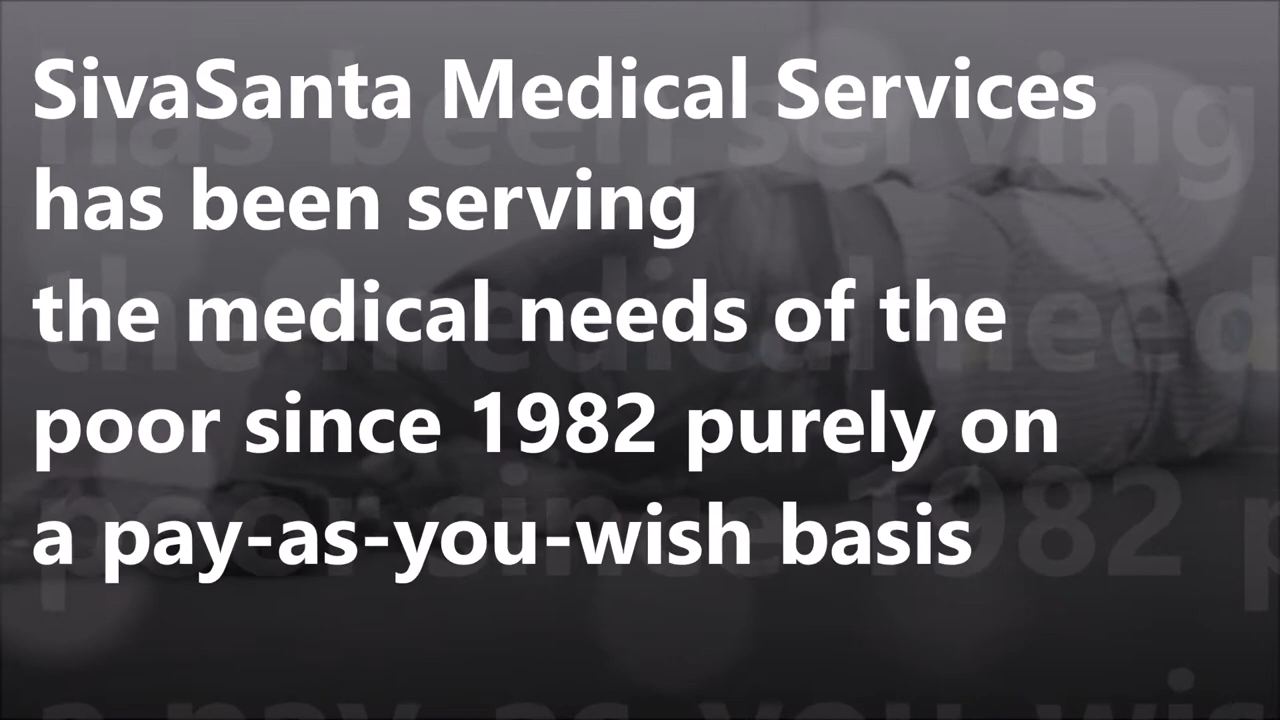 SivaSanta Medical Services
has been serving
the medical needs of the
poor since 1982 purely on
a pay-as-you-wish basis